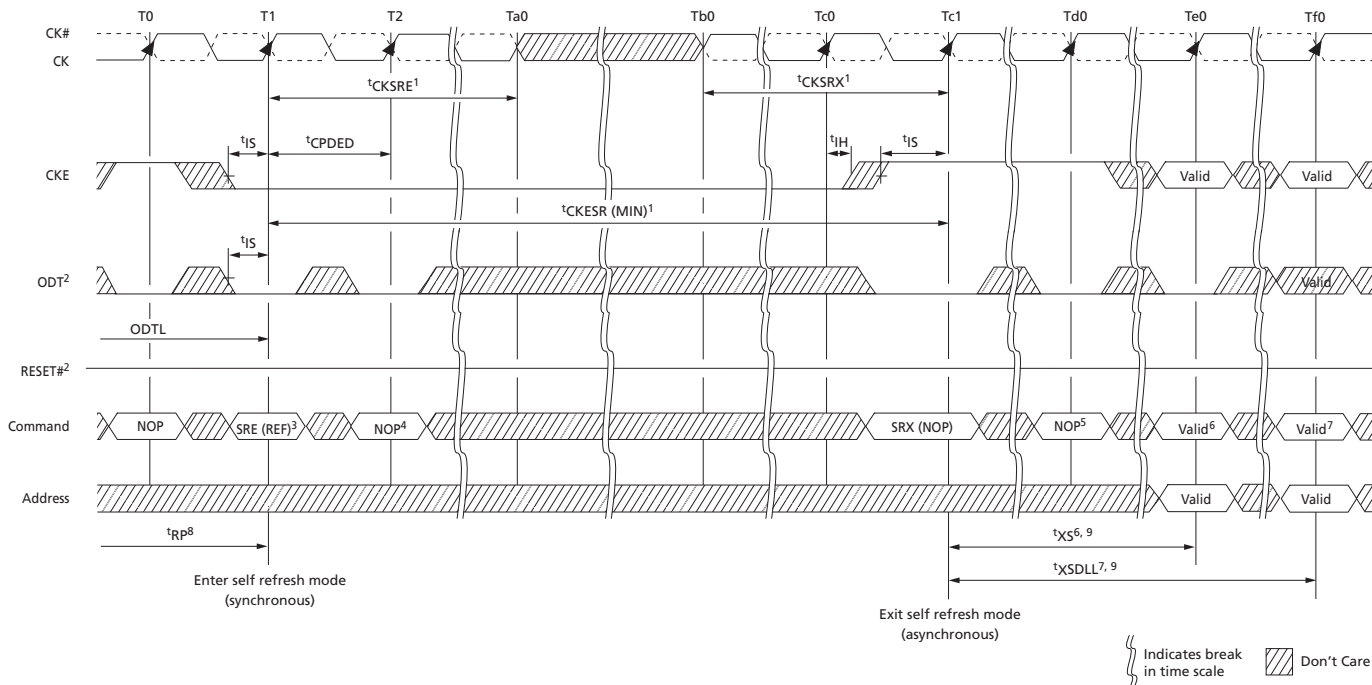 T0 T1 T2 Ta0 Tb0 Tc0 Tc1 Td0 Te0 Tf0
CK#
CK
tCKSRE1 tCKSRX1
tIS tCPDED tIH tIS
CKE Valid Valid
tCKESR (MIN)1
tIS
ODT2 Valid
ODTL
RESET#2
Command NOP SRE (REF)3 NOP4 SRX (NOP) NOP5 Valid6 Valid7
Address Valid Valid
tRP8 tXS6, 9
tXSDLL7, 9
Enter self refresh mode
(synchronous)
Exit self refresh mode
(asynchronous)
Indicates break
in time scale
Don't Care